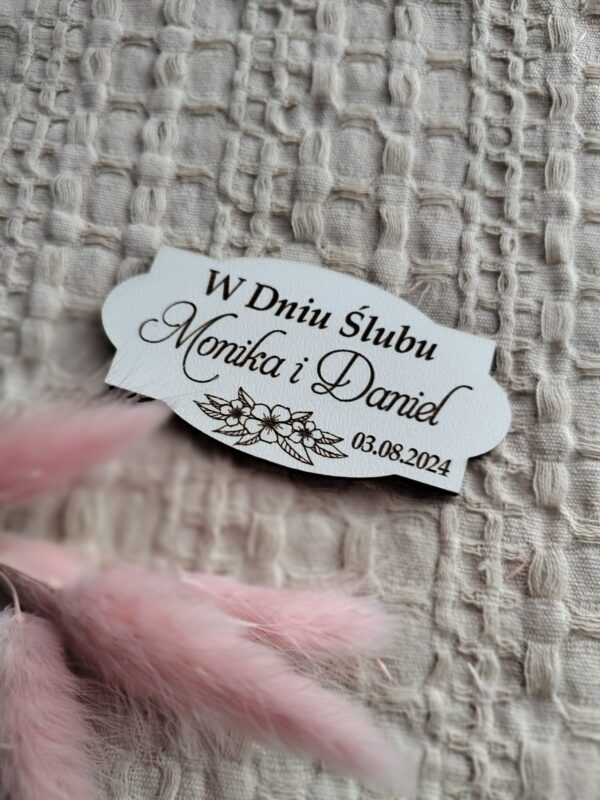 W Dniu Ślubu
Monika i Daniel
03.08.2024